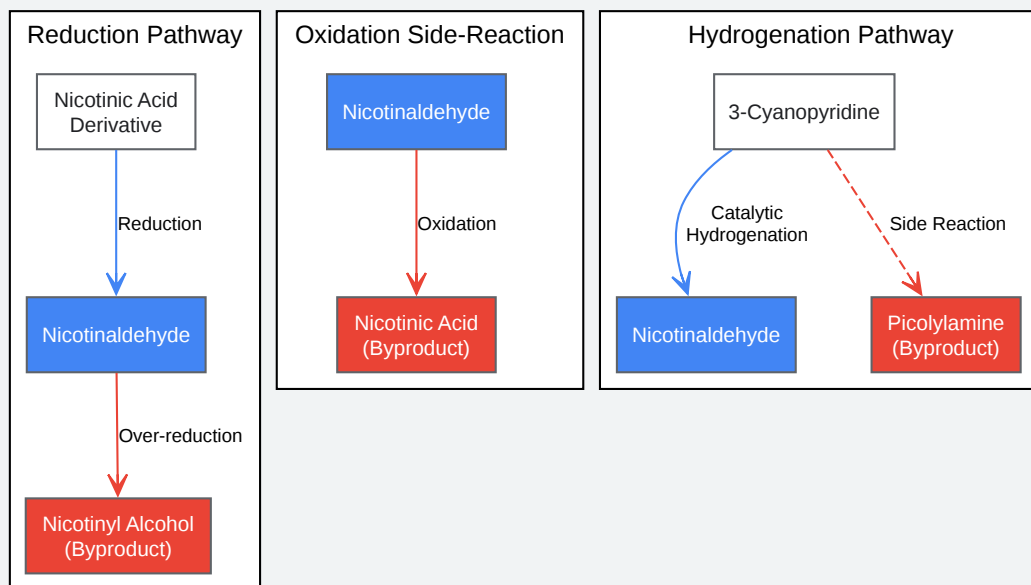 Reduction Pathway
Nicotinic Acid
Derivative
Reduction
Nicotinaldehyde
Over-reduction
Nicotinyl Alcohol
(Byproduct)
Oxidation Side-Reaction
Nicotinaldehyde
Oxidation
Nicotinic Acid
(Byproduct)
Hydrogenation Pathway
3-Cyanopyridine
Catalytic
Hydrogenation
Side Reaction
Nicotinaldehyde
Picolylamine
(Byproduct)